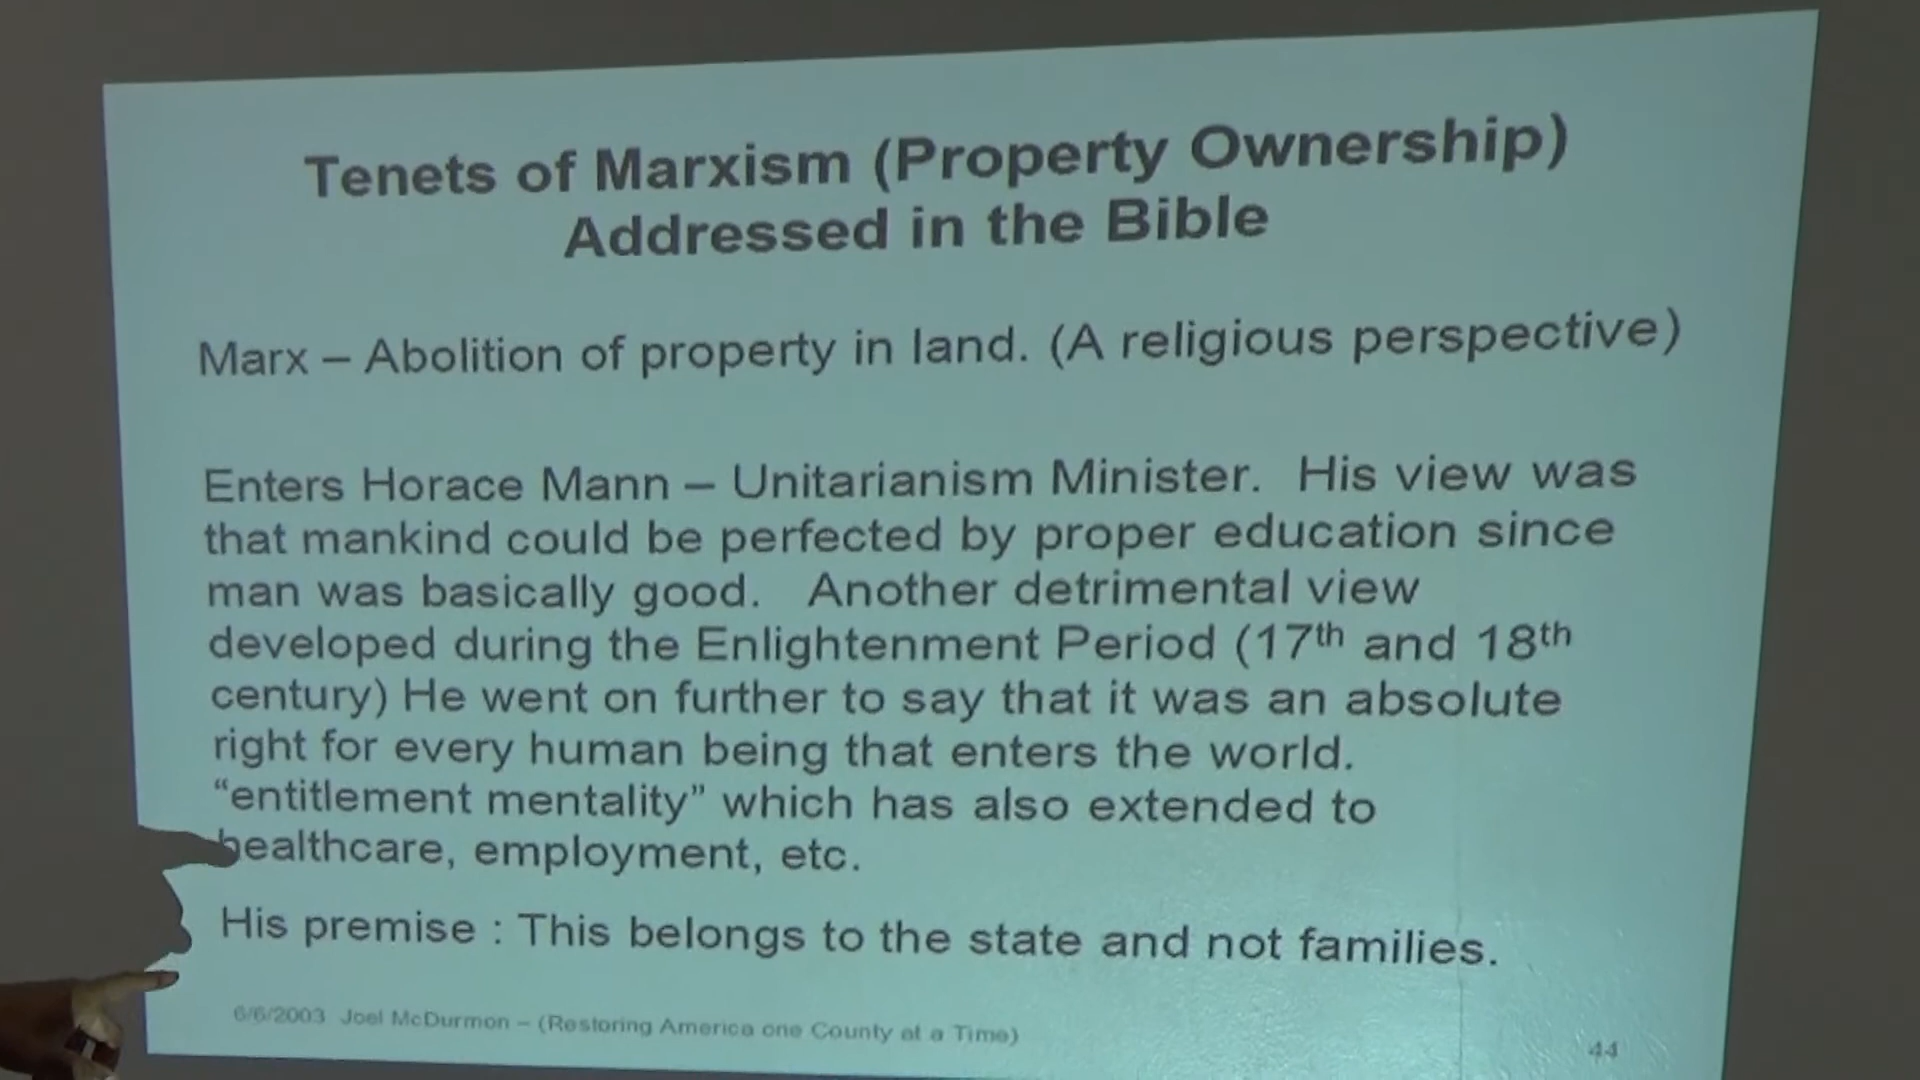 Tenets of Marxism (Property Ownership)
Addressed in the Bible
Marx – Abolition of property in land. (A religious perspective)
Enters Horace Mann – Unitarianism Minister. His view was
that mankind could be perfected by proper education since
man was basically good. Another detrimental view
developed during the Enlightenment Period (17th and 18th
century) He went on further to say that it was an absolute
right for every human being that enters the world.
“entitlement mentality” which has also extended to
healthcare, employment, etc.
His premise : This belongs to the state and not families.
6/6/2003 Joel McDurmon – (Restoring America one County at a Time)
44